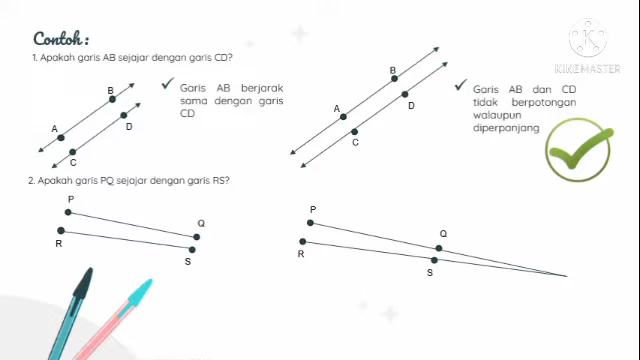 Contoh :
1. Apakah garis AB sejajar dengan garis CD?
B
A
D
C
Garis AB berjarak
sama dengan garis
CD
B
A
D
C
Garis AB dan CD
tidak berpotongan
walaupun
diperpanjang
K
KINEMASTER
2. Apakah garis PQ sejajar dengan garis RS?
P
Q
R
S
P
Q
R
S